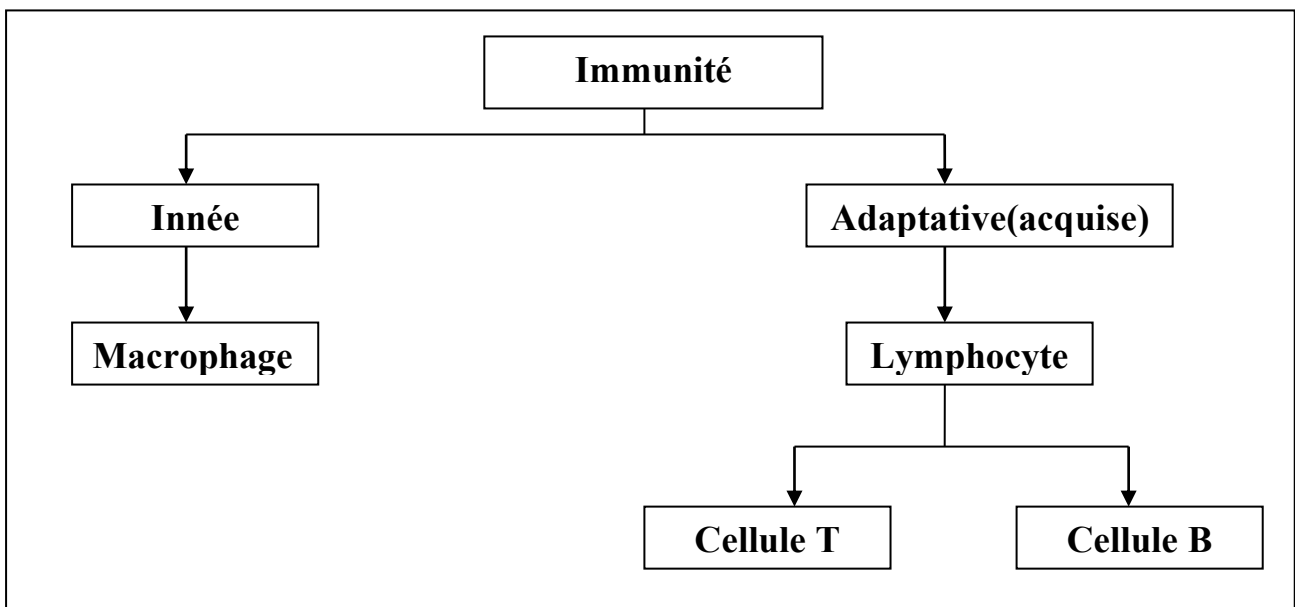 Immunité
Innée
Adaptative(acquise)
Macrophage
Lymphocyte
Cellule T
Cellule B